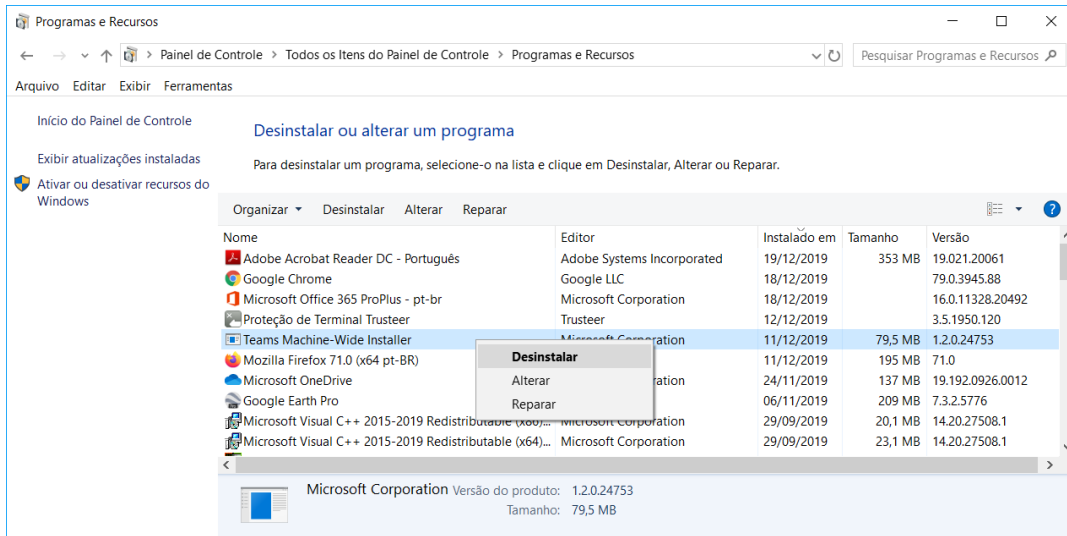 Programas e Recursos
Painel de Controle > Todos os Itens do Painel de Controle > Programas e Recursos
Pesquisar Programas e Recursos
Arquivo Editar Exibir Ferramentas
Início do Painel de Controle
Exibir atualizações instaladas
Ativar ou desativar recursos do
Windows
Desinstalar ou alterar um programa
Para desinstalar um programa, selecione-o na lista e clique em Desinstalar, Alterar ou Reparar.
Organizar Desinstalar Alterar Reparar
Nome Editor Instalado em Tamanho Versão
Adobe Acrobat Reader DC - Português Adobe Systems Incorporated 19/12/2019 353 MB 19.021.20061
Google Chrome Google LLC 18/12/2019 79.0.3945.88
Microsoft Office 365 ProPlus - pt-br Microsoft Corporation 18/12/2019 16.0.11328.20492
Proteção de Terminal Trusteer Trusteer 12/12/2019 3.5.1950.120
Teams Machine-Wide Installer Microsoft Corporation 11/12/2019 79,5 MB 1.2.0.24753
Mozilla Firefox 71.0 (x64 pt-BR) 11/12/2019 195 MB 71.0
Microsoft OneDrive ration 24/11/2019 137 MB 19.192.0926.0012
Google Earth Pro 06/11/2019 209 MB 7.3.2.5776
Microsoft Visual C++ 2015-2019 Redistributable (x86)... Microsoft Corporation 29/09/2019 20,1 MB 14.20.27508.1
Microsoft Visual C++ 2015-2019 Redistributable (x64)... Microsoft Corporation 29/09/2019 23,1 MB 14.20.27508.1
Desinstalar
Alterar
Reparar
Microsoft Corporation Versão do produto: 1.2.0.24753
Tamanho: 79,5 MB